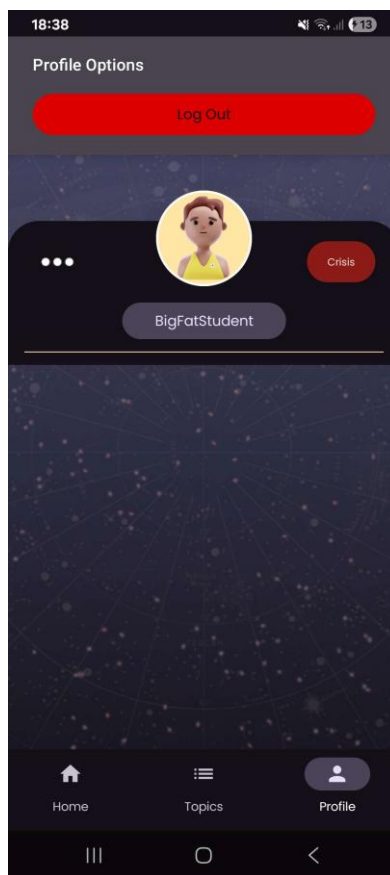 18:38
13
Profile Options
Log Out
Crisis
BigFatStudent
Home Topics Profile